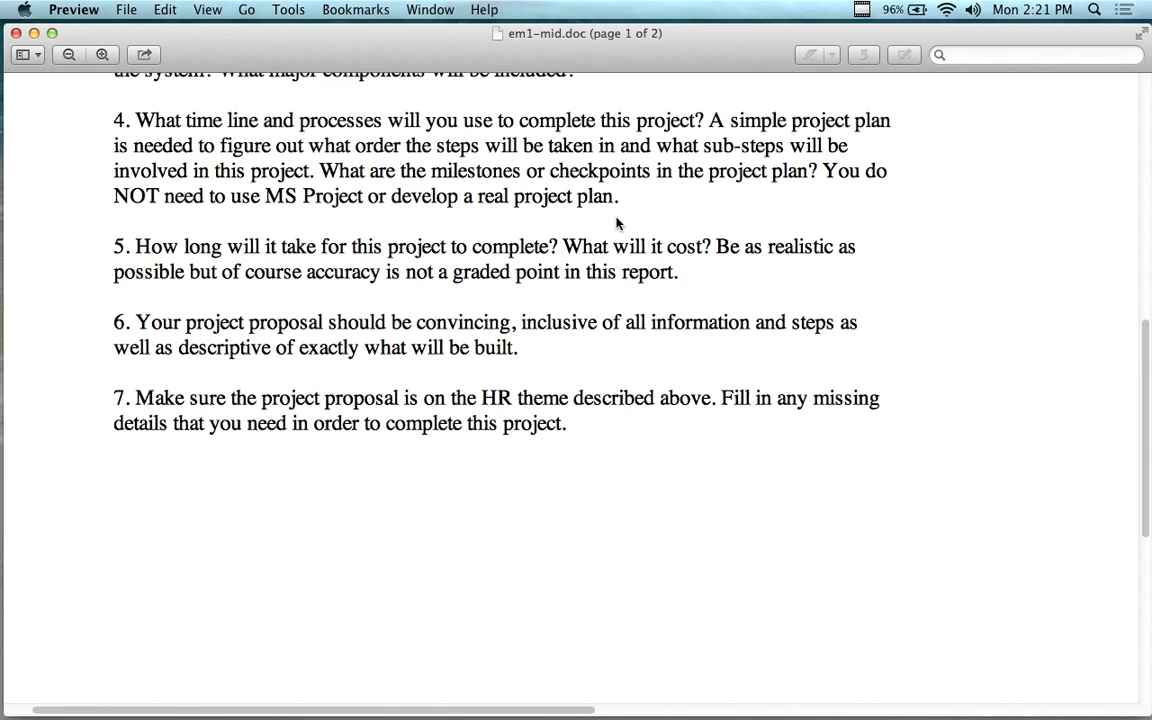 Preview File Edit View Go Tools Bookmarks Window Help 96% Mon 2:21 PM
em1-mid.doc (page 1 of 2)
the system? What major components will be included?
4. What time line and processes will you use to complete this project? A simple project plan
is needed to figure out what order the steps will be taken in and what sub-steps will be
involved in this project. What are the milestones or checkpoints in the project plan? You do
NOT need to use MS Project or develop a real project plan.
5. How long will it take for this project to complete? What will it cost? Be as realistic as
possible but of course accuracy is not a graded point in this report.
6. Your project proposal should be convincing, inclusive of all information and steps as
well as descriptive of exactly what will be built.
7. Make sure the project proposal is on the HR theme described above. Fill in any missing
details that you need in order to complete this project.